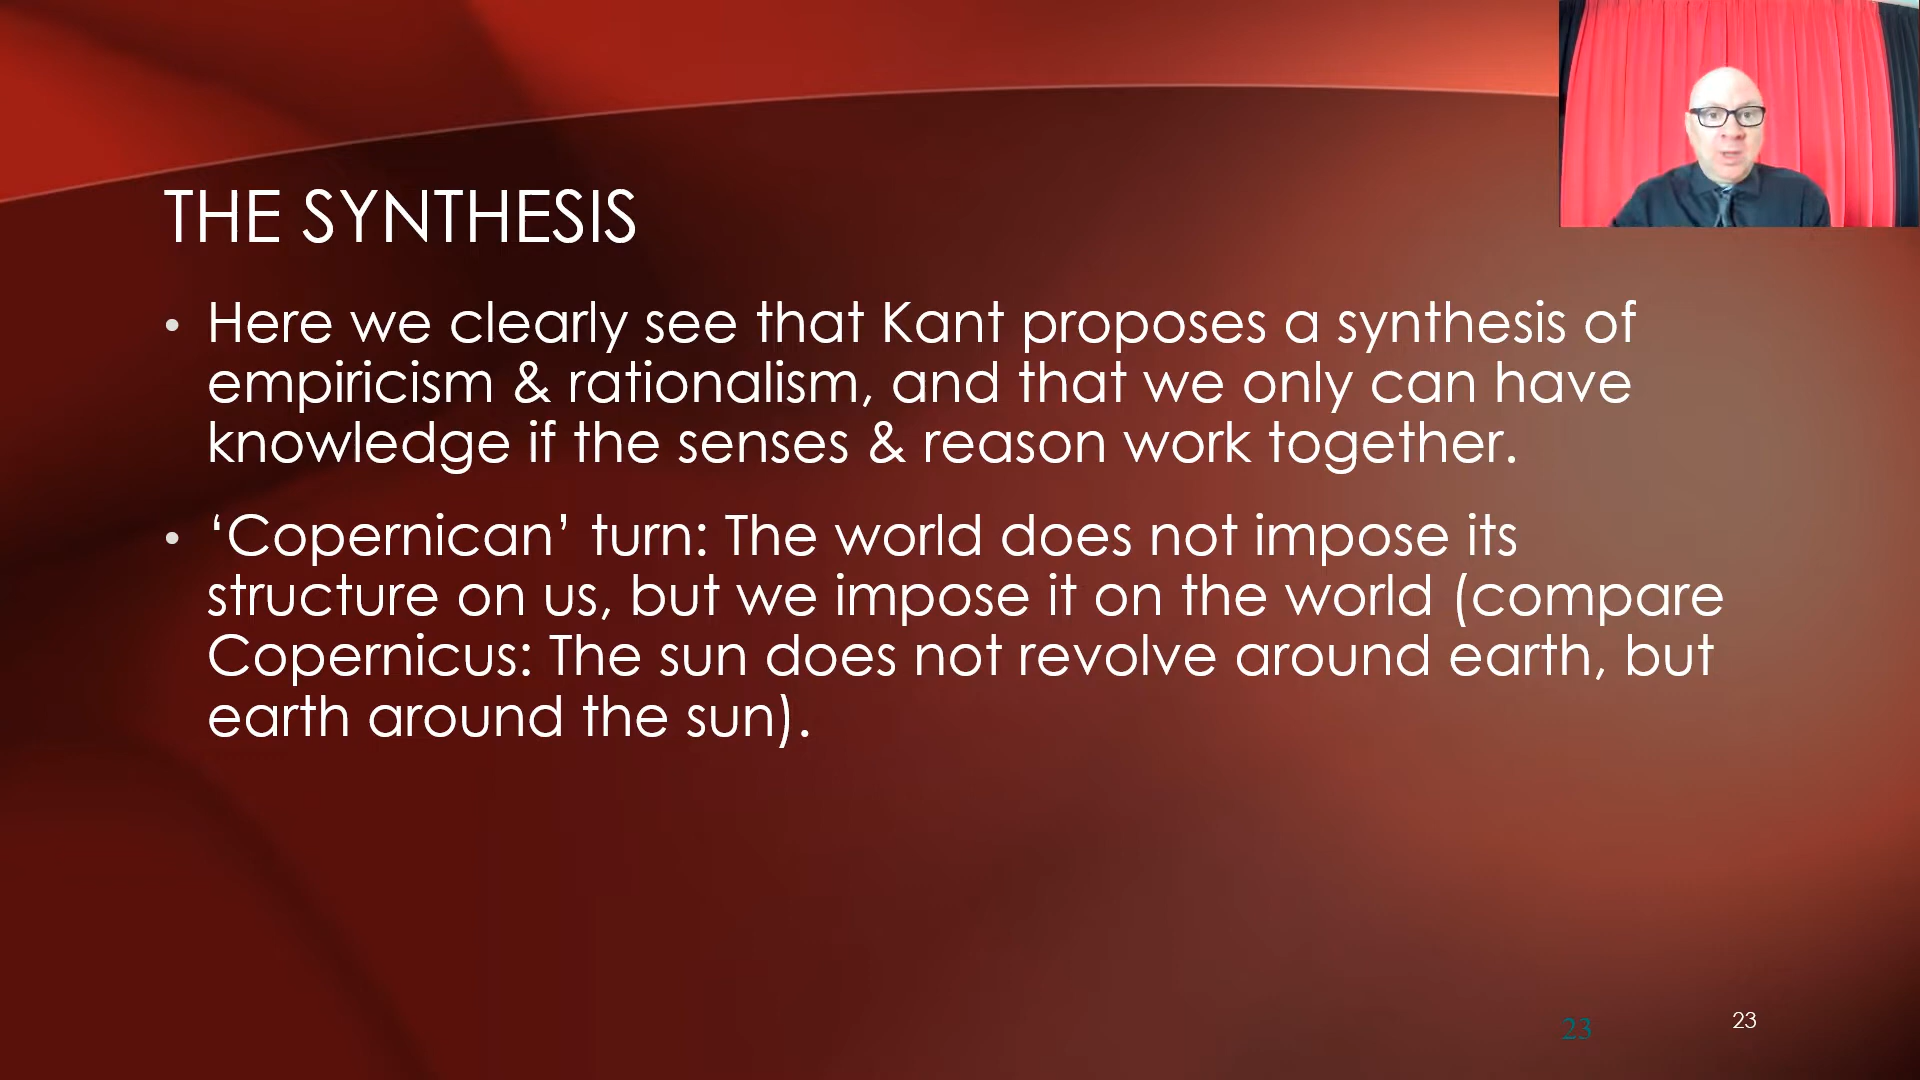 THE SYNTHESIS
• Here we clearly see that Kant proposes a synthesis of
empiricism & rationalism, and that we only can have
knowledge if the senses & reason work together.
• ‘Copernican’ turn: The world does not impose its
structure on us, but we impose it on the world (compare
Copernicus: The sun does not revolve around earth, but
earth around the sun).
23
23